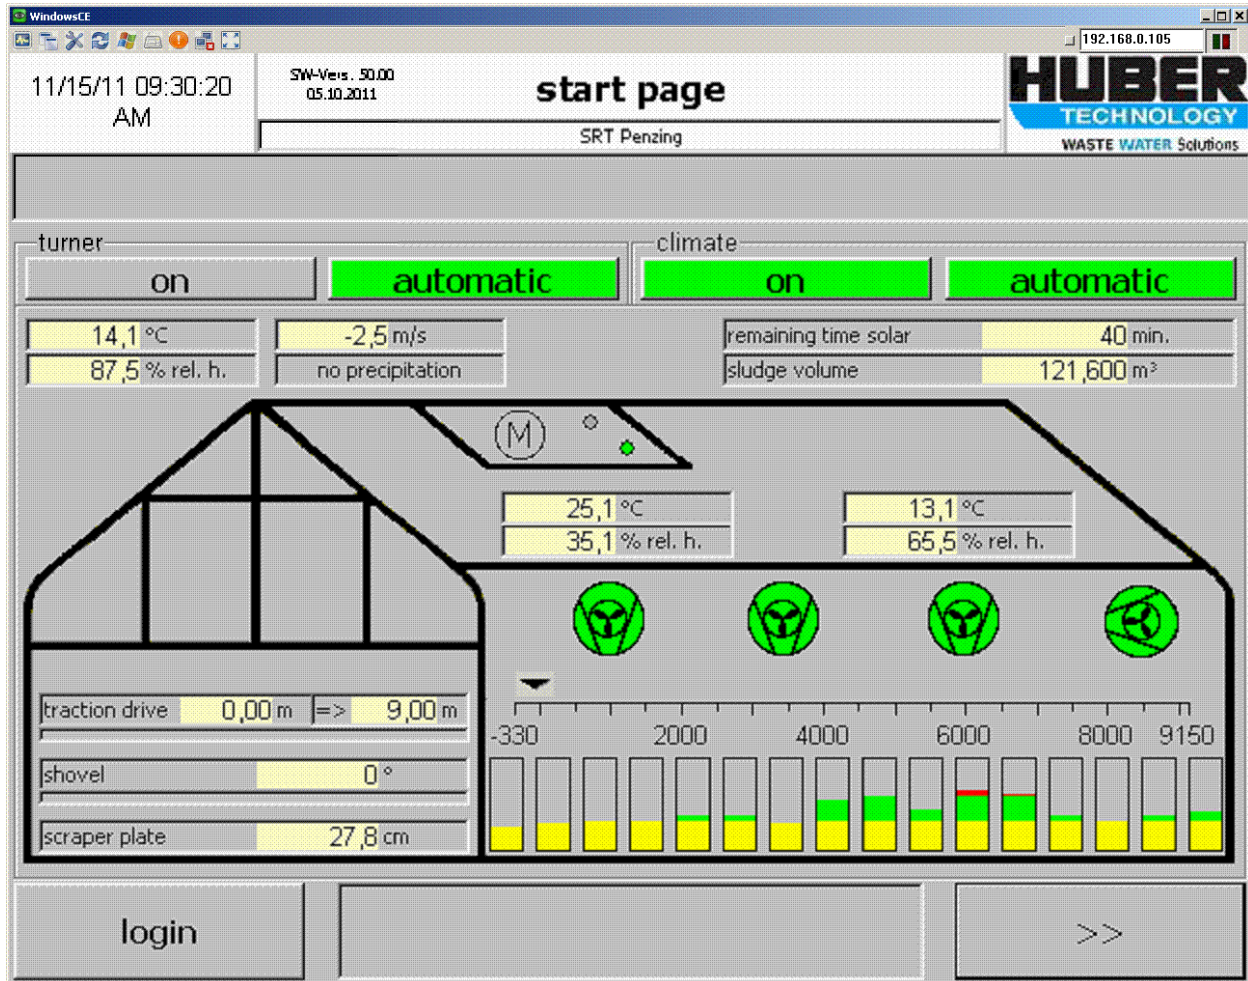 WindowsCE
192.168.0.105
11/15/11 09:30:20
AM
SW-Vers. 50.00
05.10.2011
start page
SRT Penzing
HUBER
TECHNOLOGY
WASTE WATER Solutions
turner
climate
on
automatic
on
automatic
14,1 °C
-2,5 m/s
remaining time solar 40 min.
87,5 % rel. h.
no precipitation
sludge volume 121,600 m³
M
25,1 °C
13,1 °C
35,1 % rel. h.
65,5 % rel. h.
traction drive 0,00 m => 9,00 m
-330 2000 4000 6000 8000 9150
shovel 0 °
scraper plate 27,8 cm
login
>>